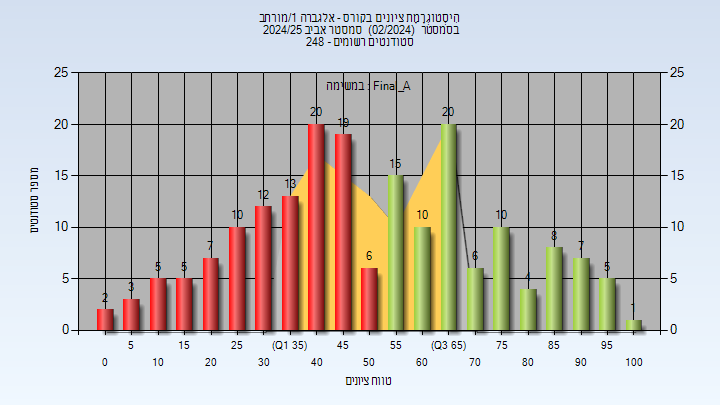 היסטוגרמת ציונים בקורס - אלגברה 1/מורחב
בסמסטר (02/2024) סמסטר אביב 2024/25
סטודנטים רשומים - 248
במשימה : Final_A
25 25
20 20
15 15
10 10
5 5
0 0
מספר סטודנטים
2 3 5 5 7 10 12 13 20 19 6 15 10 20 6 10 4 8 7 5 1
5 15 25 (Q1 35) 45 55 (Q3 65) 75 85 95
0 10 20 30 40 50 60 70 80 90 100
טווח ציונים